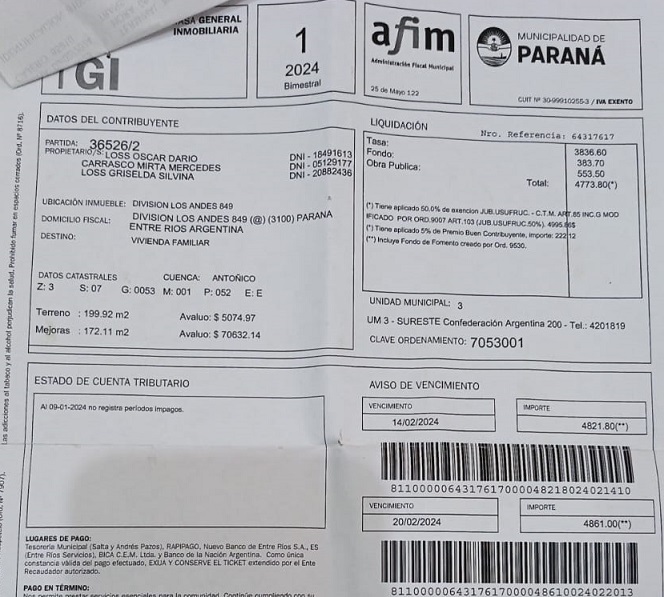 ASA GENERAL
INMOBILIARIA
TGI
1
2024
Bimestral
afim
Administración Fiscal Municipal
25 de Mayo 122
MUNICIPALIDAD DE
PARANÁ
CUIT Nº 30-99910255-3 / IVA EXENTO
DATOS DEL CONTRIBUYENTE
PARTIDA: 36526/2
PROPIETARIO/S: LOSS OSCAR DARIO DNI - 18491613
CARRASCO MIRTA MERCEDES DNI - 05129177
LOSS GRISELDA SILVINA DNI - 20882436
UBICACIÓN INMUEBLE: DIVISION LOS ANDES 849
DOMICILIO FISCAL: DIVISION LOS ANDES 849 (@) (3100) PARANA
ENTRE RIOS ARGENTINA
DESTINO: VIVIENDA FAMILIAR
DATOS CATASTRALES CUENCA: ANTOÑICO
Z: 3 S: 07 G: 0053 M: 001 P: 052 E: E
Terreno : 199.92 m2 Avaluo: $ 5074.97
Mejoras : 172.11 m2 Avaluo: $ 70632.14
LIQUIDACIÓN
Nro. Referencia: 64317617
Tasa: 3836.60
Fondo: 383.70
Obra Publica: 553.50
Total: 4773.80(*)
(*) Tiene aplicado 50.0% de exencion JUB.USUFRUC. - C.T.M. ART.85 INC.G MOD
IFICADO POR ORD.9007 ART.103 (JUB.USUFRUC.50%). 4995.865
(*) Tiene aplicado 5% de Premio Buen Contribuyente, importe: 222.12
(**) Incluye Fondo de Fomento creado por Ord. 9530.
UNIDAD MUNICIPAL: 3
UM 3 - SURESTE Confederación Argentina 200 - Tel.: 4201819
CLAVE ORDENAMIENTO: 7053001
ESTADO DE CUENTA TRIBUTARIO
Al 09-01-2024 no registra períodos impagos.
AVISO DE VENCIMIENTO
VENCIMIENTO
14/02/2024
IMPORTE
4821.80(**)
811000006431761700004821802402141​0
VENCIMIENTO
20/02/2024
IMPORTE
4861.00(**)
8110000064317617000048610024022013
LUGARES DE PAGO:
Tesorería Municipal (Salta y Andrés Pazos), RAPIPAGO, Nuevo Banco de Entre Ríos S.A., ES
(Entre Ríos Servicios), BICA C.E.M. Ltda. y Banco de la Nación Argentina. Como única
constancia válida del pago efectuado, EXIJA Y CONSERVE EL TICKET extendido por el Ente
Recaudador autorizado.
PAGO EN TÉRMINO:
Las adicciones al tabaco y al alcohol perjudican la salud. Prohibido fumar en espacios cerrados (Ord. Nº 8716).